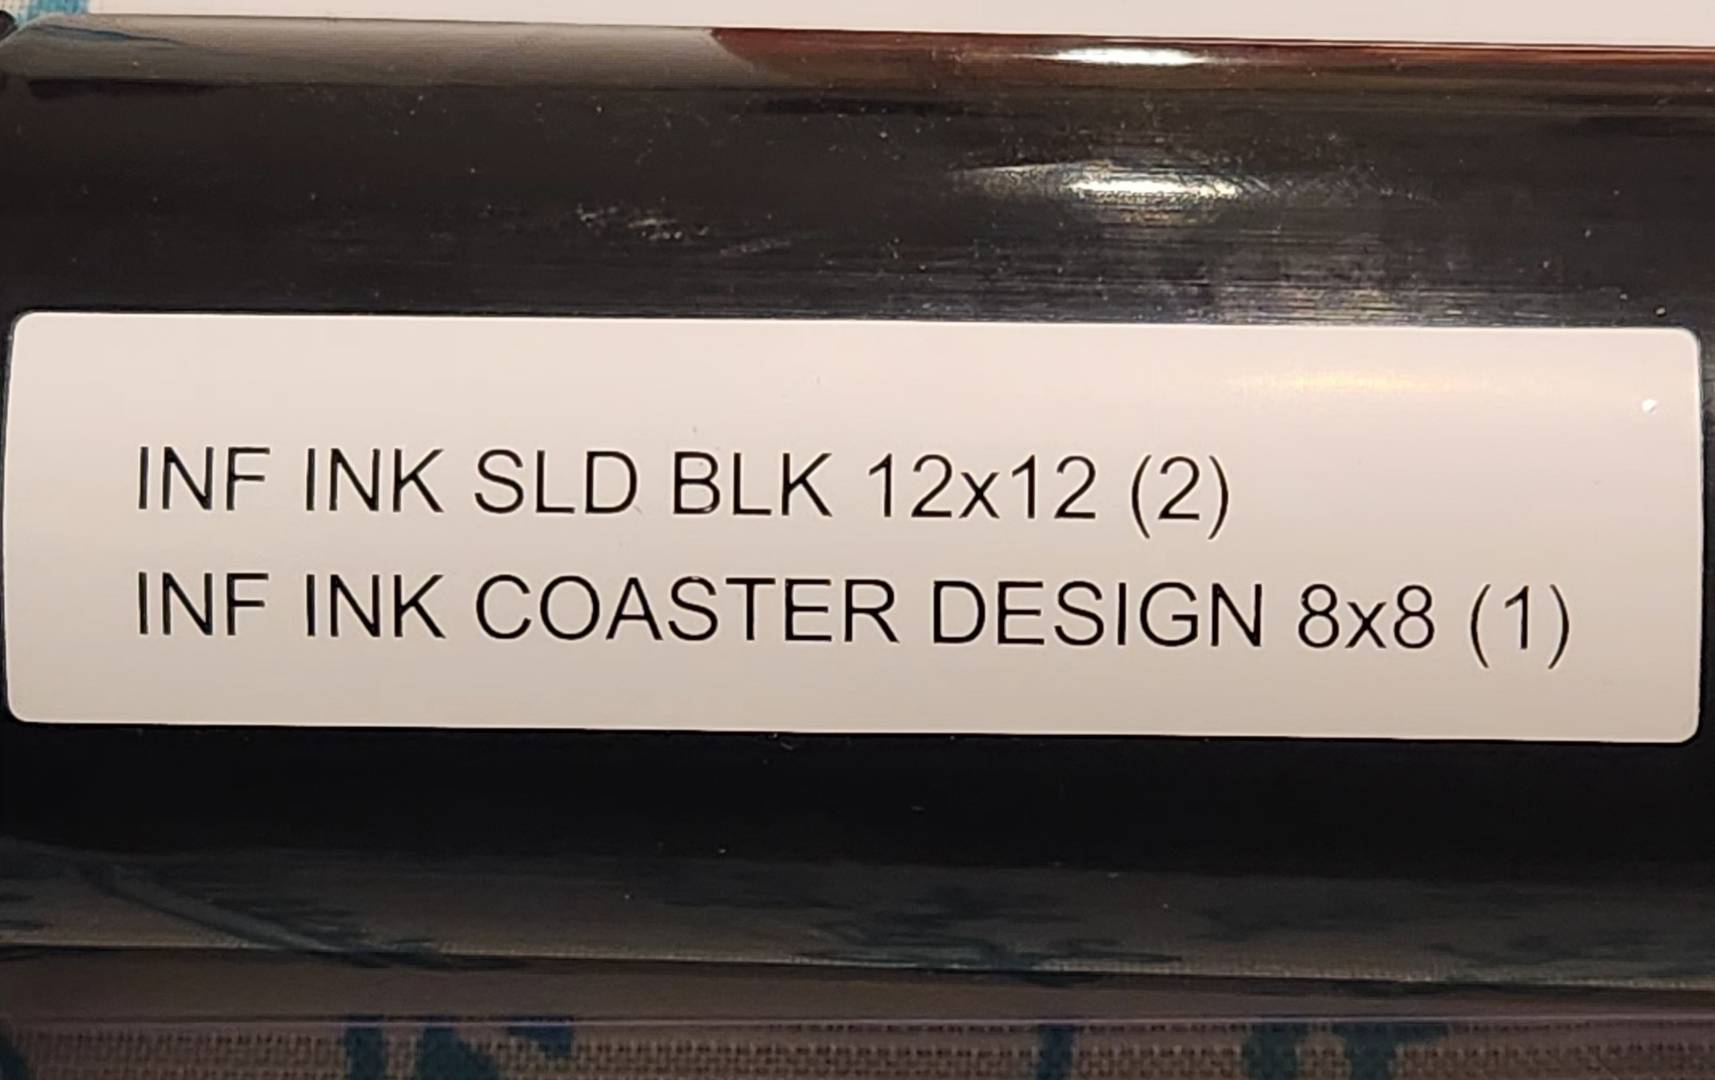 INF INK SLD BLK 12x12 (2)
INF INK COASTER DESIGN 8x8 (1)